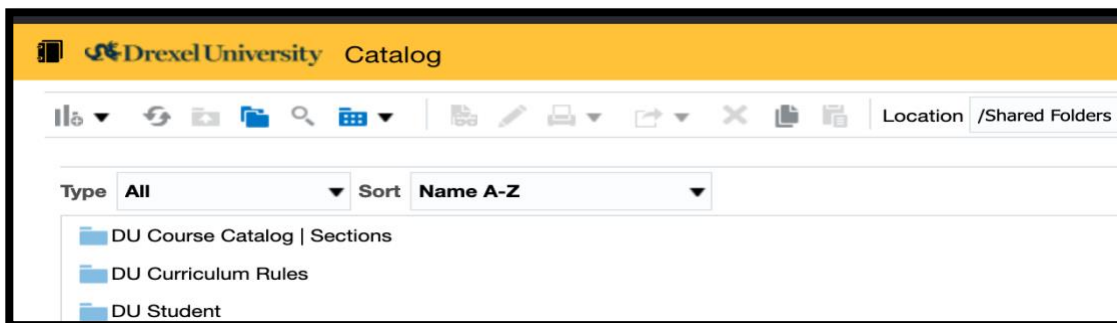 Drexel University Catalog
Location /Shared Folders
Type All Sort Name A-Z
DU Course Catalog | Sections
DU Curriculum Rules
DU Student